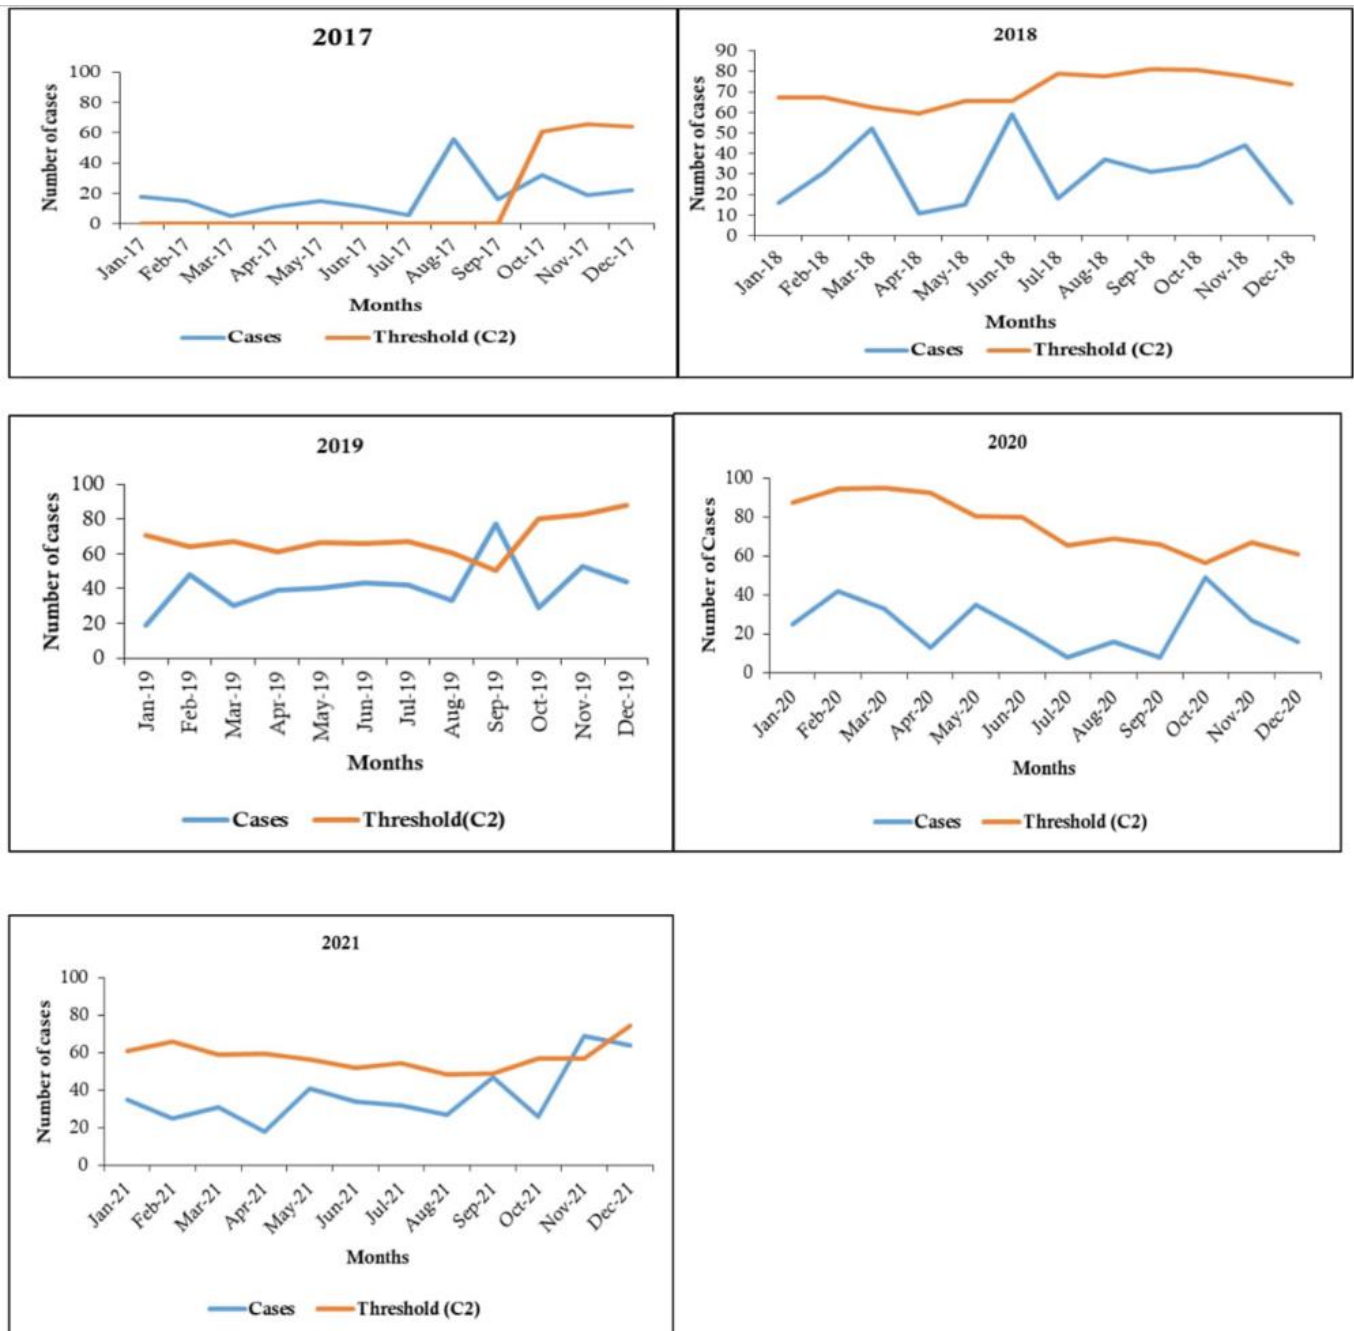 2017
Number of cases
100
80
60
40
20
0
Jan-17
Feb-17
Mar-17
Apr-17
May-17
Jun-17
Jul-17
Aug-17
Sep-17
Oct-17
Nov-17
Dec-17
Months
Cases Threshold (C2)
2018
Number of cases
90
80
70
60
50
40
30
20
10
0
Jan-18
Feb-18
Mar-18
Apr-18
May-18
Jun-18
Jul-18
Aug-18
Sep-18
Oct-18
Nov-18
Dec-18
Months
Cases Threshold (C2)
2019
Number of cases
100
80
60
40
20
0
Jan-19
Feb-19
Mar-19
Apr-19
May-19
Jun-19
Jul-19
Aug-19
Sep-19
Oct-19
Nov-19
Dec-19
Months
Cases Threshold(C2)
2020
Number of Cases
100
80
60
40
20
0
Jan-20
Feb-20
Mar-20
Apr-20
May-20
Jun-20
Jul-20
Aug-20
Sep-20
Oct-20
Nov-20
Dec-20
Months
Cases Threshold (C2)
2021
Number of cases
100
80
60
40
20
0
Jan-21
Feb-21
Mar-21
Apr-21
May-21
Jun-21
Jul-21
Aug-21
Sep-21
Oct-21
Nov-21
Dec-21
Months
Cases Threshold (C2)